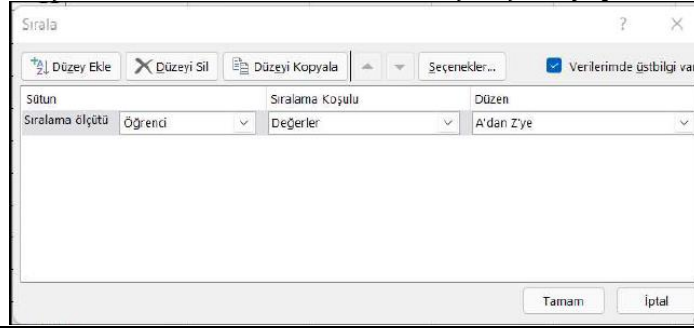 Sırala ? X
Düzey Ekle Düzeyi Sil Düzeyi Kopyala Seçenekler... Verilerimde üstbilgi var
Sütun Sıralama Koşulu Düzen
Sıralama ölçütü Öğrenci Değerler A'dan Z'ye
Tamam İptal